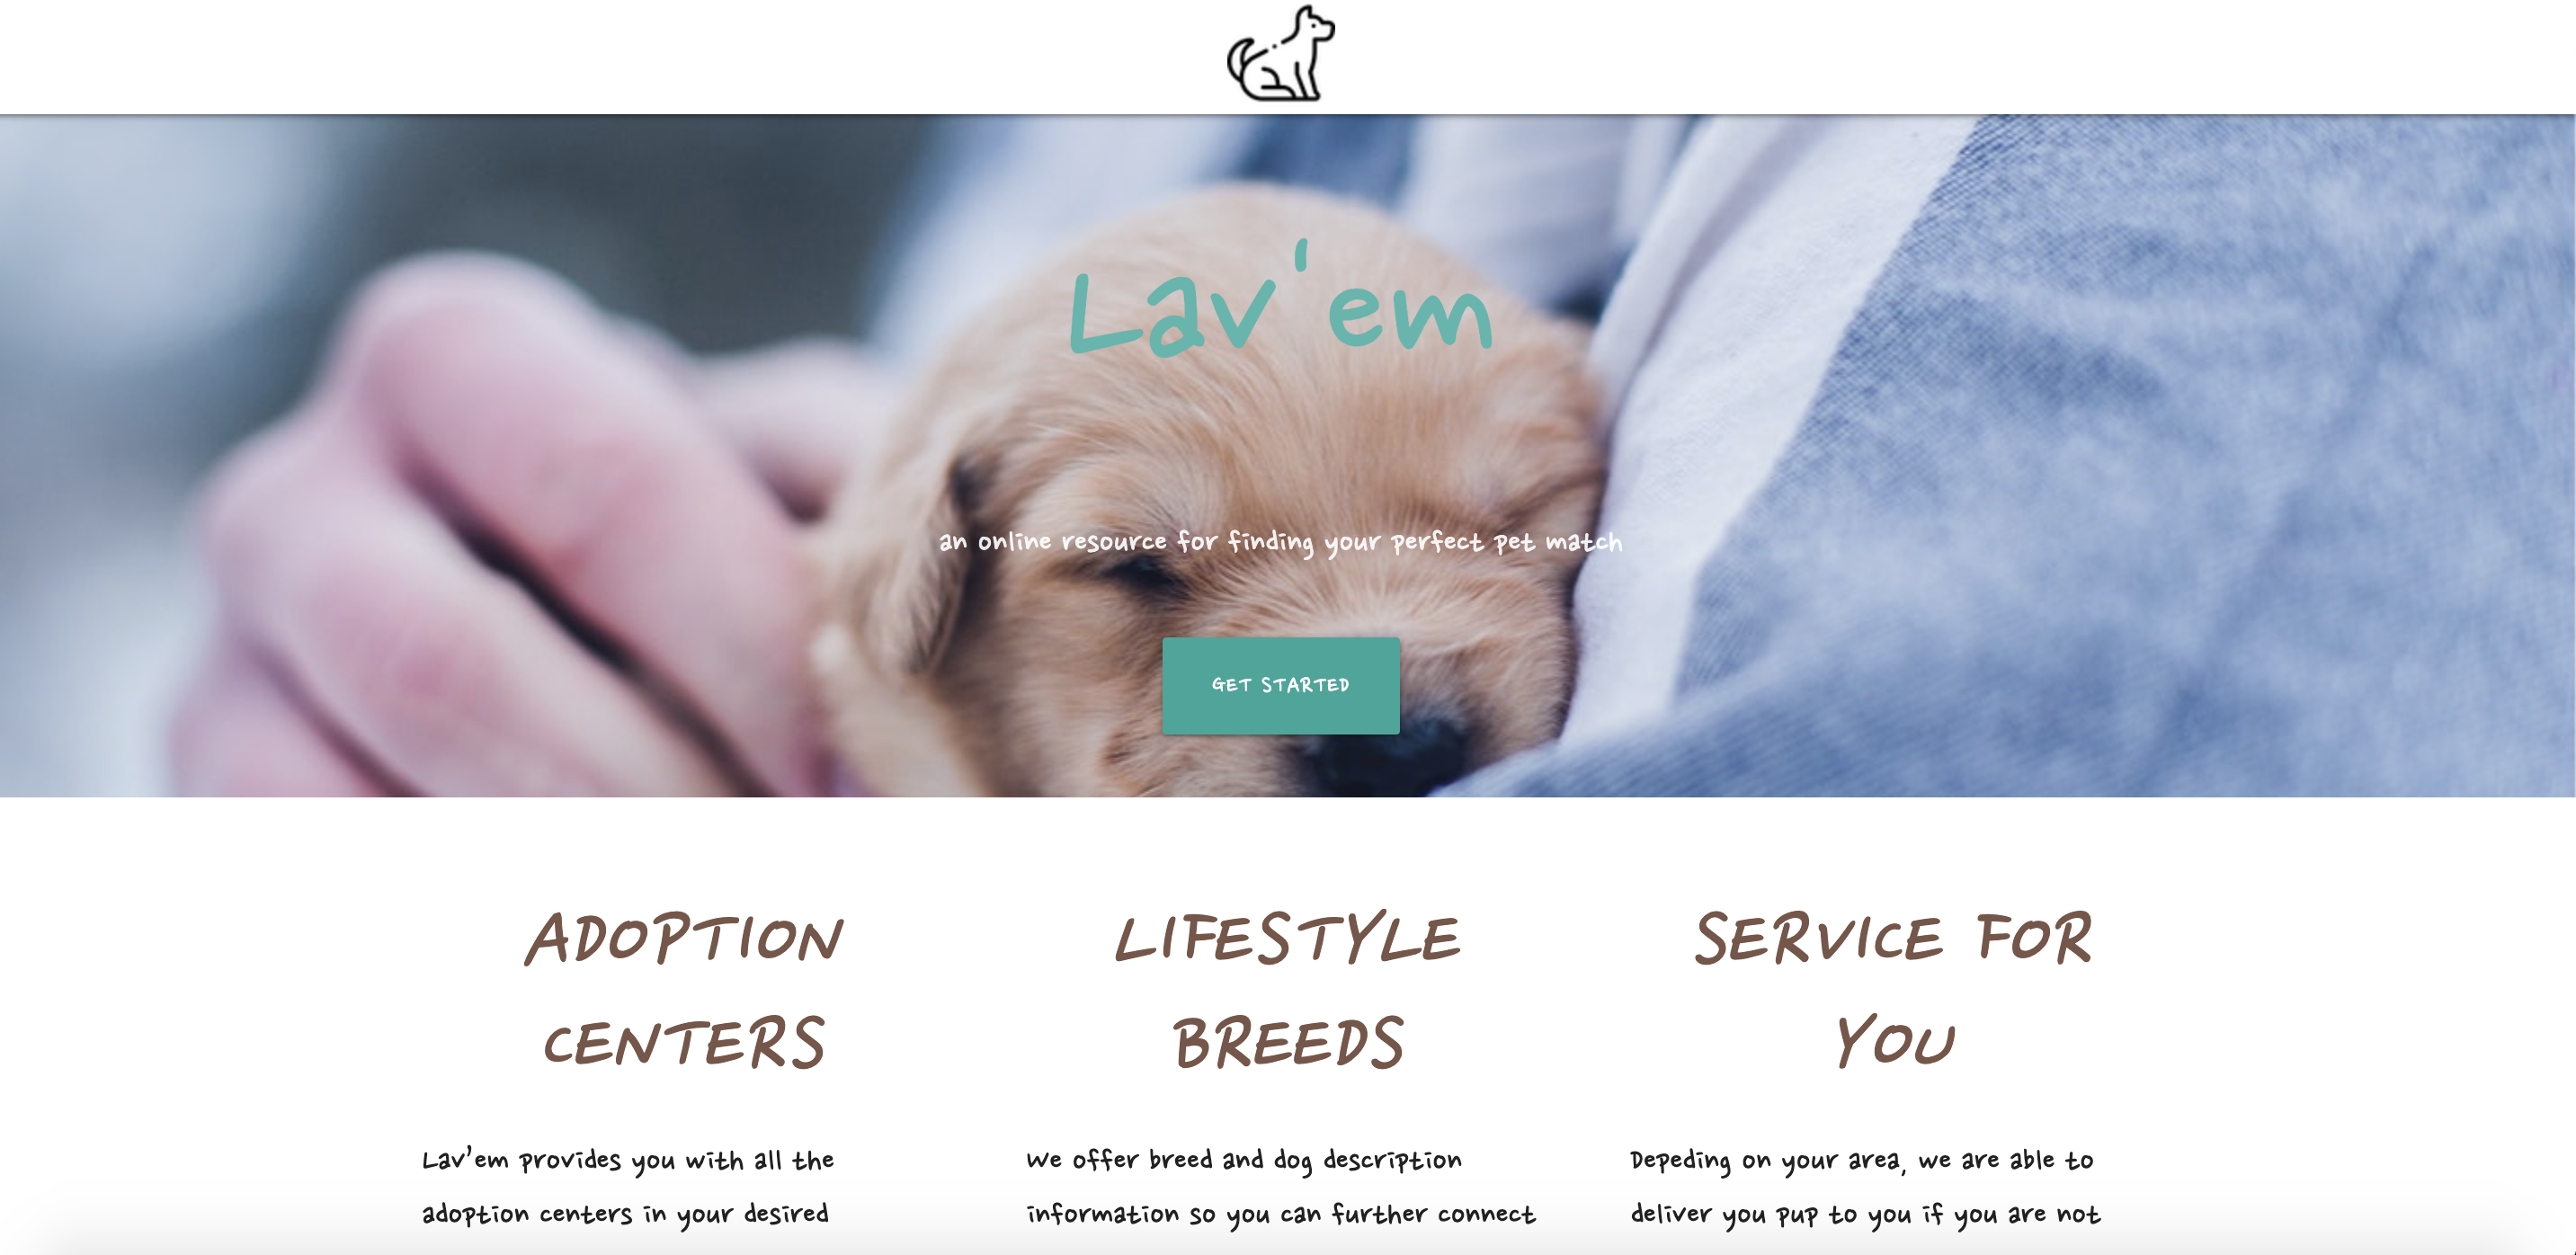 Lav'em
an online resource for finding your perfect pet match
GET STARTED
ADOPTION
CENTERS
Lav'em provides you with all the
adoption centers in your desired
LIFESTYLE
BREEDS
We offer breed and dog description
information so you can further connect
SERVICE FOR
YOU
Depeding on your area, we are able to
deliver you pup to you if you are not